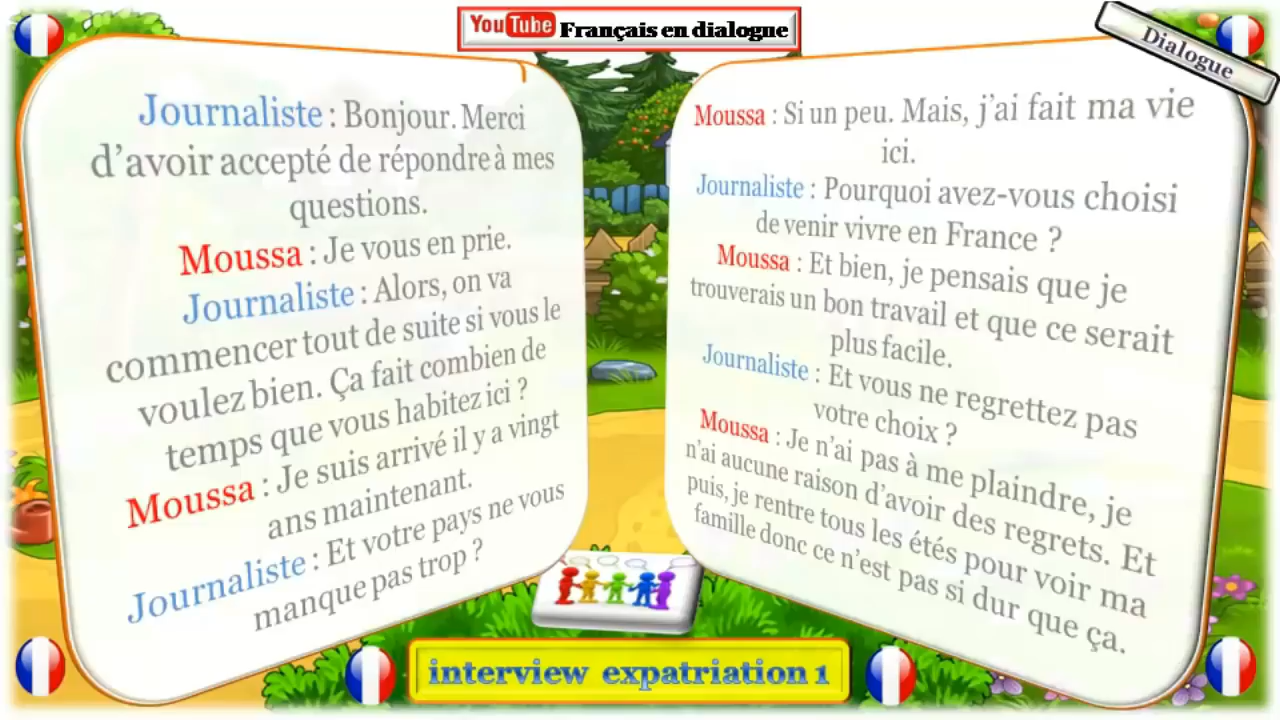 YouTube Français en dialogue
Dialogue
Journaliste : Bonjour. Merci
d'avoir accepté de répondre à mes
questions.
Moussa : Je vous en prie.
Journaliste : Alors, on va
commencer tout de suite si vous le
voulez bien. Ça fait combien de
temps que vous habitez ici ?
Moussa : Je suis arrivé il y a vingt
ans maintenant.
Journaliste : Et votre pays ne vous
manque pas trop ?
Moussa : Si un peu. Mais, j'ai fait ma vie
ici.
Journaliste : Pourquoi avez-vous choisi
de venir vivre en France ?
Moussa : Et bien, je pensais que je
trouverais un bon travail et que ce serait
plus facile.
Journaliste : Et vous ne regrettez pas
votre choix ?
Moussa : Je n'ai pas à me plaindre, je
n'ai aucune raison d'avoir des regrets. Et
puis, je rentre tous les étés pour voir ma
famille donc ce n'est pas si dur que ça.
interview expatriation 1